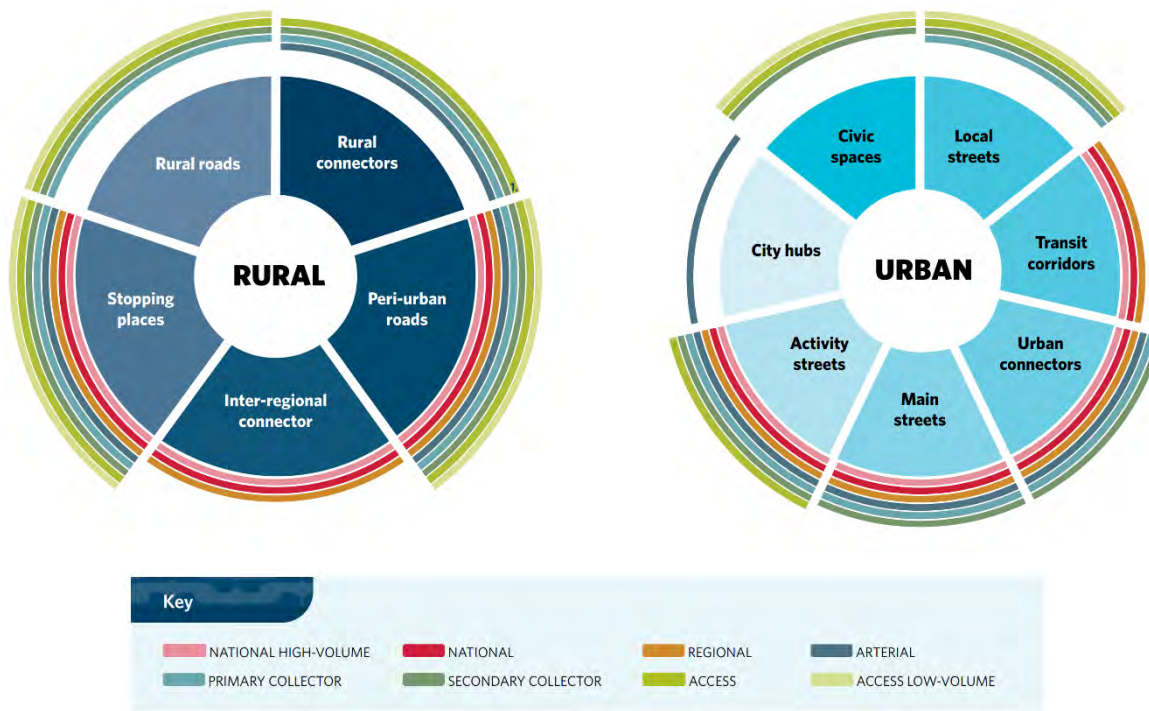 Rural roads
Rural
connectors
RURAL
Stopping
places
Peri-urban
roads
Inter-regional
connector
Civic
spaces
Local
streets
City hubs
URBAN
Transit
corridors
Activity
streets
Urban
connectors
Main
streets
Key
NATIONAL HIGH-VOLUME
NATIONAL
REGIONAL
ARTERIAL
PRIMARY COLLECTOR
SECONDARY COLLECTOR
ACCESS
ACCESS LOW-VOLUME